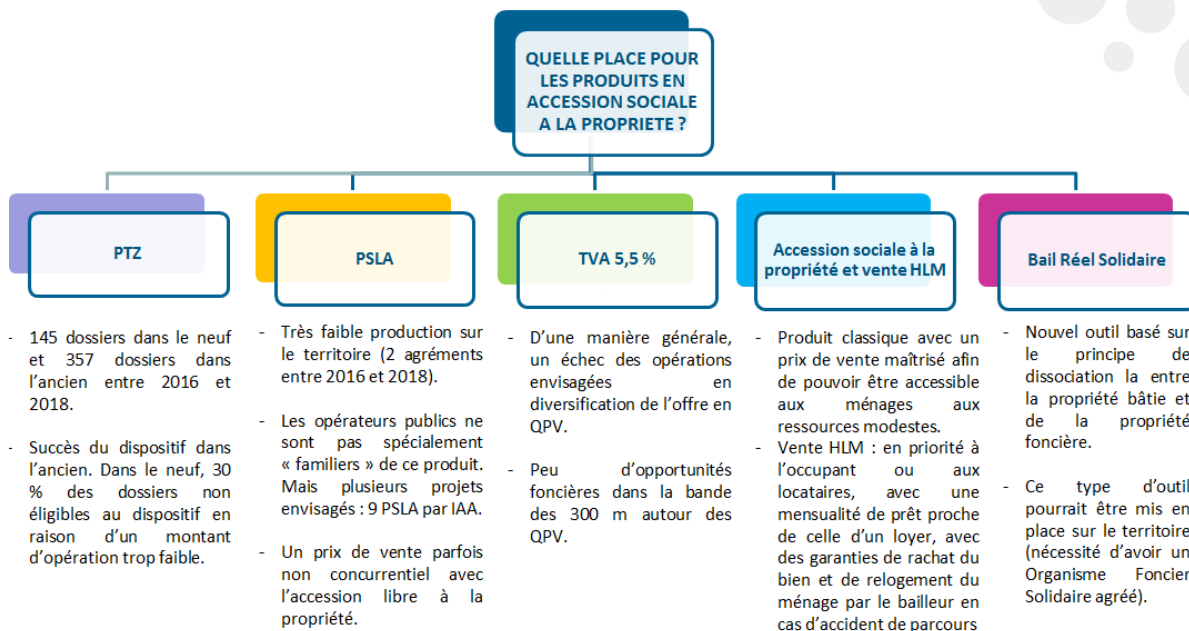 QUELLE PLACE POUR
LES PRODUITS EN
ACCESSION SOCIALE
A LA PROPRIETE ?
PTZ
- 145 dossiers dans le neuf
et 357 dossiers dans
l'ancien entre 2016 et
2018.
- Succès du dispositif dans
l'ancien. Dans le neuf, 30
% des dossiers non
éligibles au dispositif en
raison d'un montant
d'opération trop faible.
PSLA
- Très faible production sur
le territoire (2 agréments
entre 2016 et 2018).
- Les opérateurs publics ne
sont pas spécialement
« familiers » de ce produit.
Mais plusieurs projets
envisagés : 9 PSLA par IAA.
- Un prix de vente parfois
non concurrentiel avec
l'accession libre à la
propriété.
TVA 5,5 %
- D'une manière générale,
un échec des opérations
envisagées en
diversification de l'offre en
QPV.
- Peu d'opportunités
foncières dans la bande
des 300 m autour des
QPV.
Accession sociale à la
propriété et vente HLM
- Produit classique avec un
prix de vente maîtrisé afin
de pouvoir être accessible
aux ménages aux
ressources modestes.
- Vente HLM : en priorité à
l'occupant ou aux
locataires, avec une
mensualité de prêt proche
de celle d'un loyer, avec
des garanties de rachat du
bien et de relogement du
ménage par le bailleur en
cas d'accident de parcours
Bail Réel Solidaire
- Nouvel outil basé sur
le principe de
dissociation la entre
la propriété bâtie et
de la propriété
foncière.
- Ce type d'outil
pourrait être mis en
place sur le territoire
(nécessité d'avoir un
Organisme Foncier
Solidaire agréé).